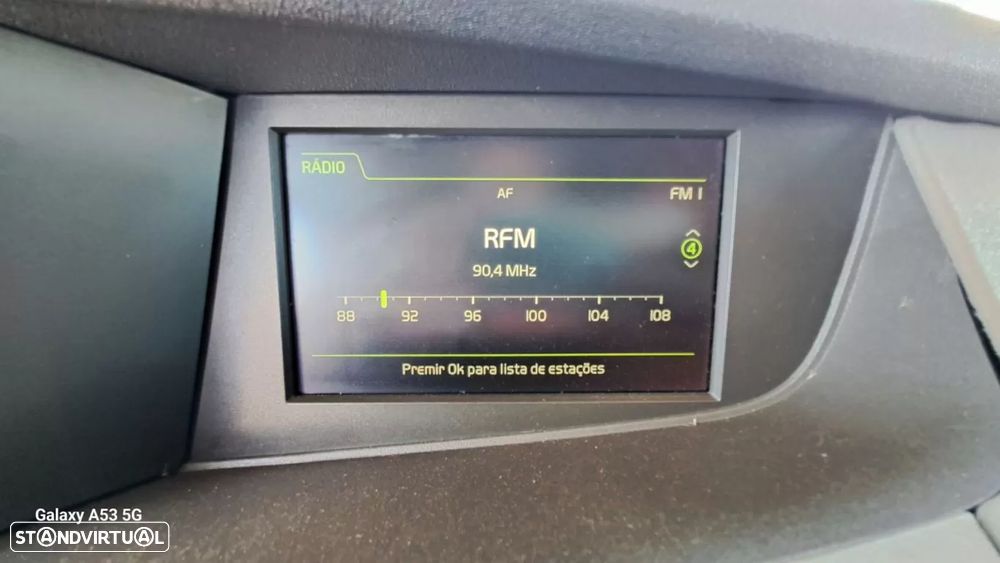 RÁDIO
AF
FM 1
RFM
4
90,4 MHz
88 92 96 100 104 108
Premir Ok para lista de estações
Galaxy A53 5G
STANDVIRTUAL